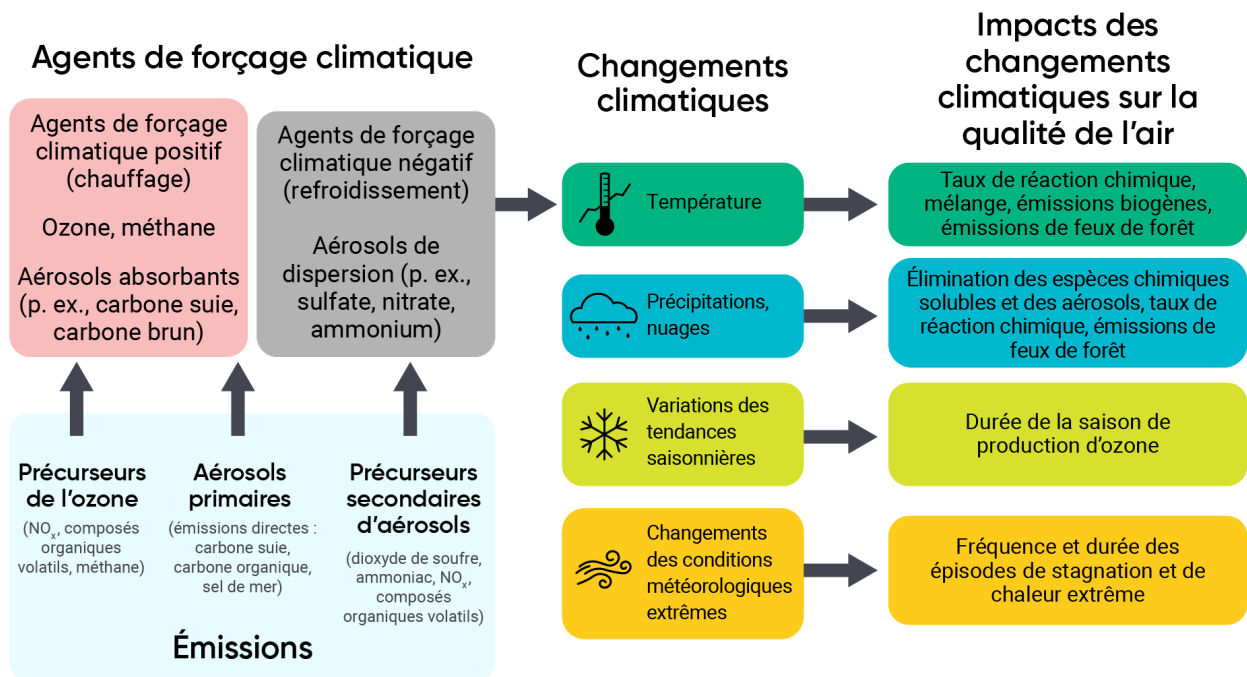 Agents de forçage climatique
Agents de forçage
climatique positif
(chauffage)
Ozone, méthane
Aérosols absorbants
(p. ex., carbone suie,
carbone brun)
Agents de forçage
climatique négatif
(refroidissement)
Aérosols de
dispersion (p. ex.,
sulfate, nitrate,
ammonium)
Précurseurs
de l’ozone
(NOₓ, composés
organiques
volatils, méthane)
Aérosols
primaires
(émissions directes :
carbone suie,
carbone organique,
sel de mer)
Précurseurs
secondaires
d’aérosols
(dioxyde de soufre,
ammoniac, NOₓ,
composés
organiques volatils)
Émissions
Changements
climatiques
Température
Précipitations,
nuages
Variations des
tendances
saisonnières
Changements
des conditions
météorologiques
extrêmes
Impacts des
changements
climatiques sur la
qualité de l’air
Taux de réaction chimique,
mélange, émissions biogènes,
émissions de feux de forêt
Élimination des espèces chimiques
solubles et des aérosols, taux de
réaction chimique, émissions de
feux de forêt
Durée de la saison de
production d’ozone
Fréquence et durée des
épisodes de stagnation et de
chaleur extrême